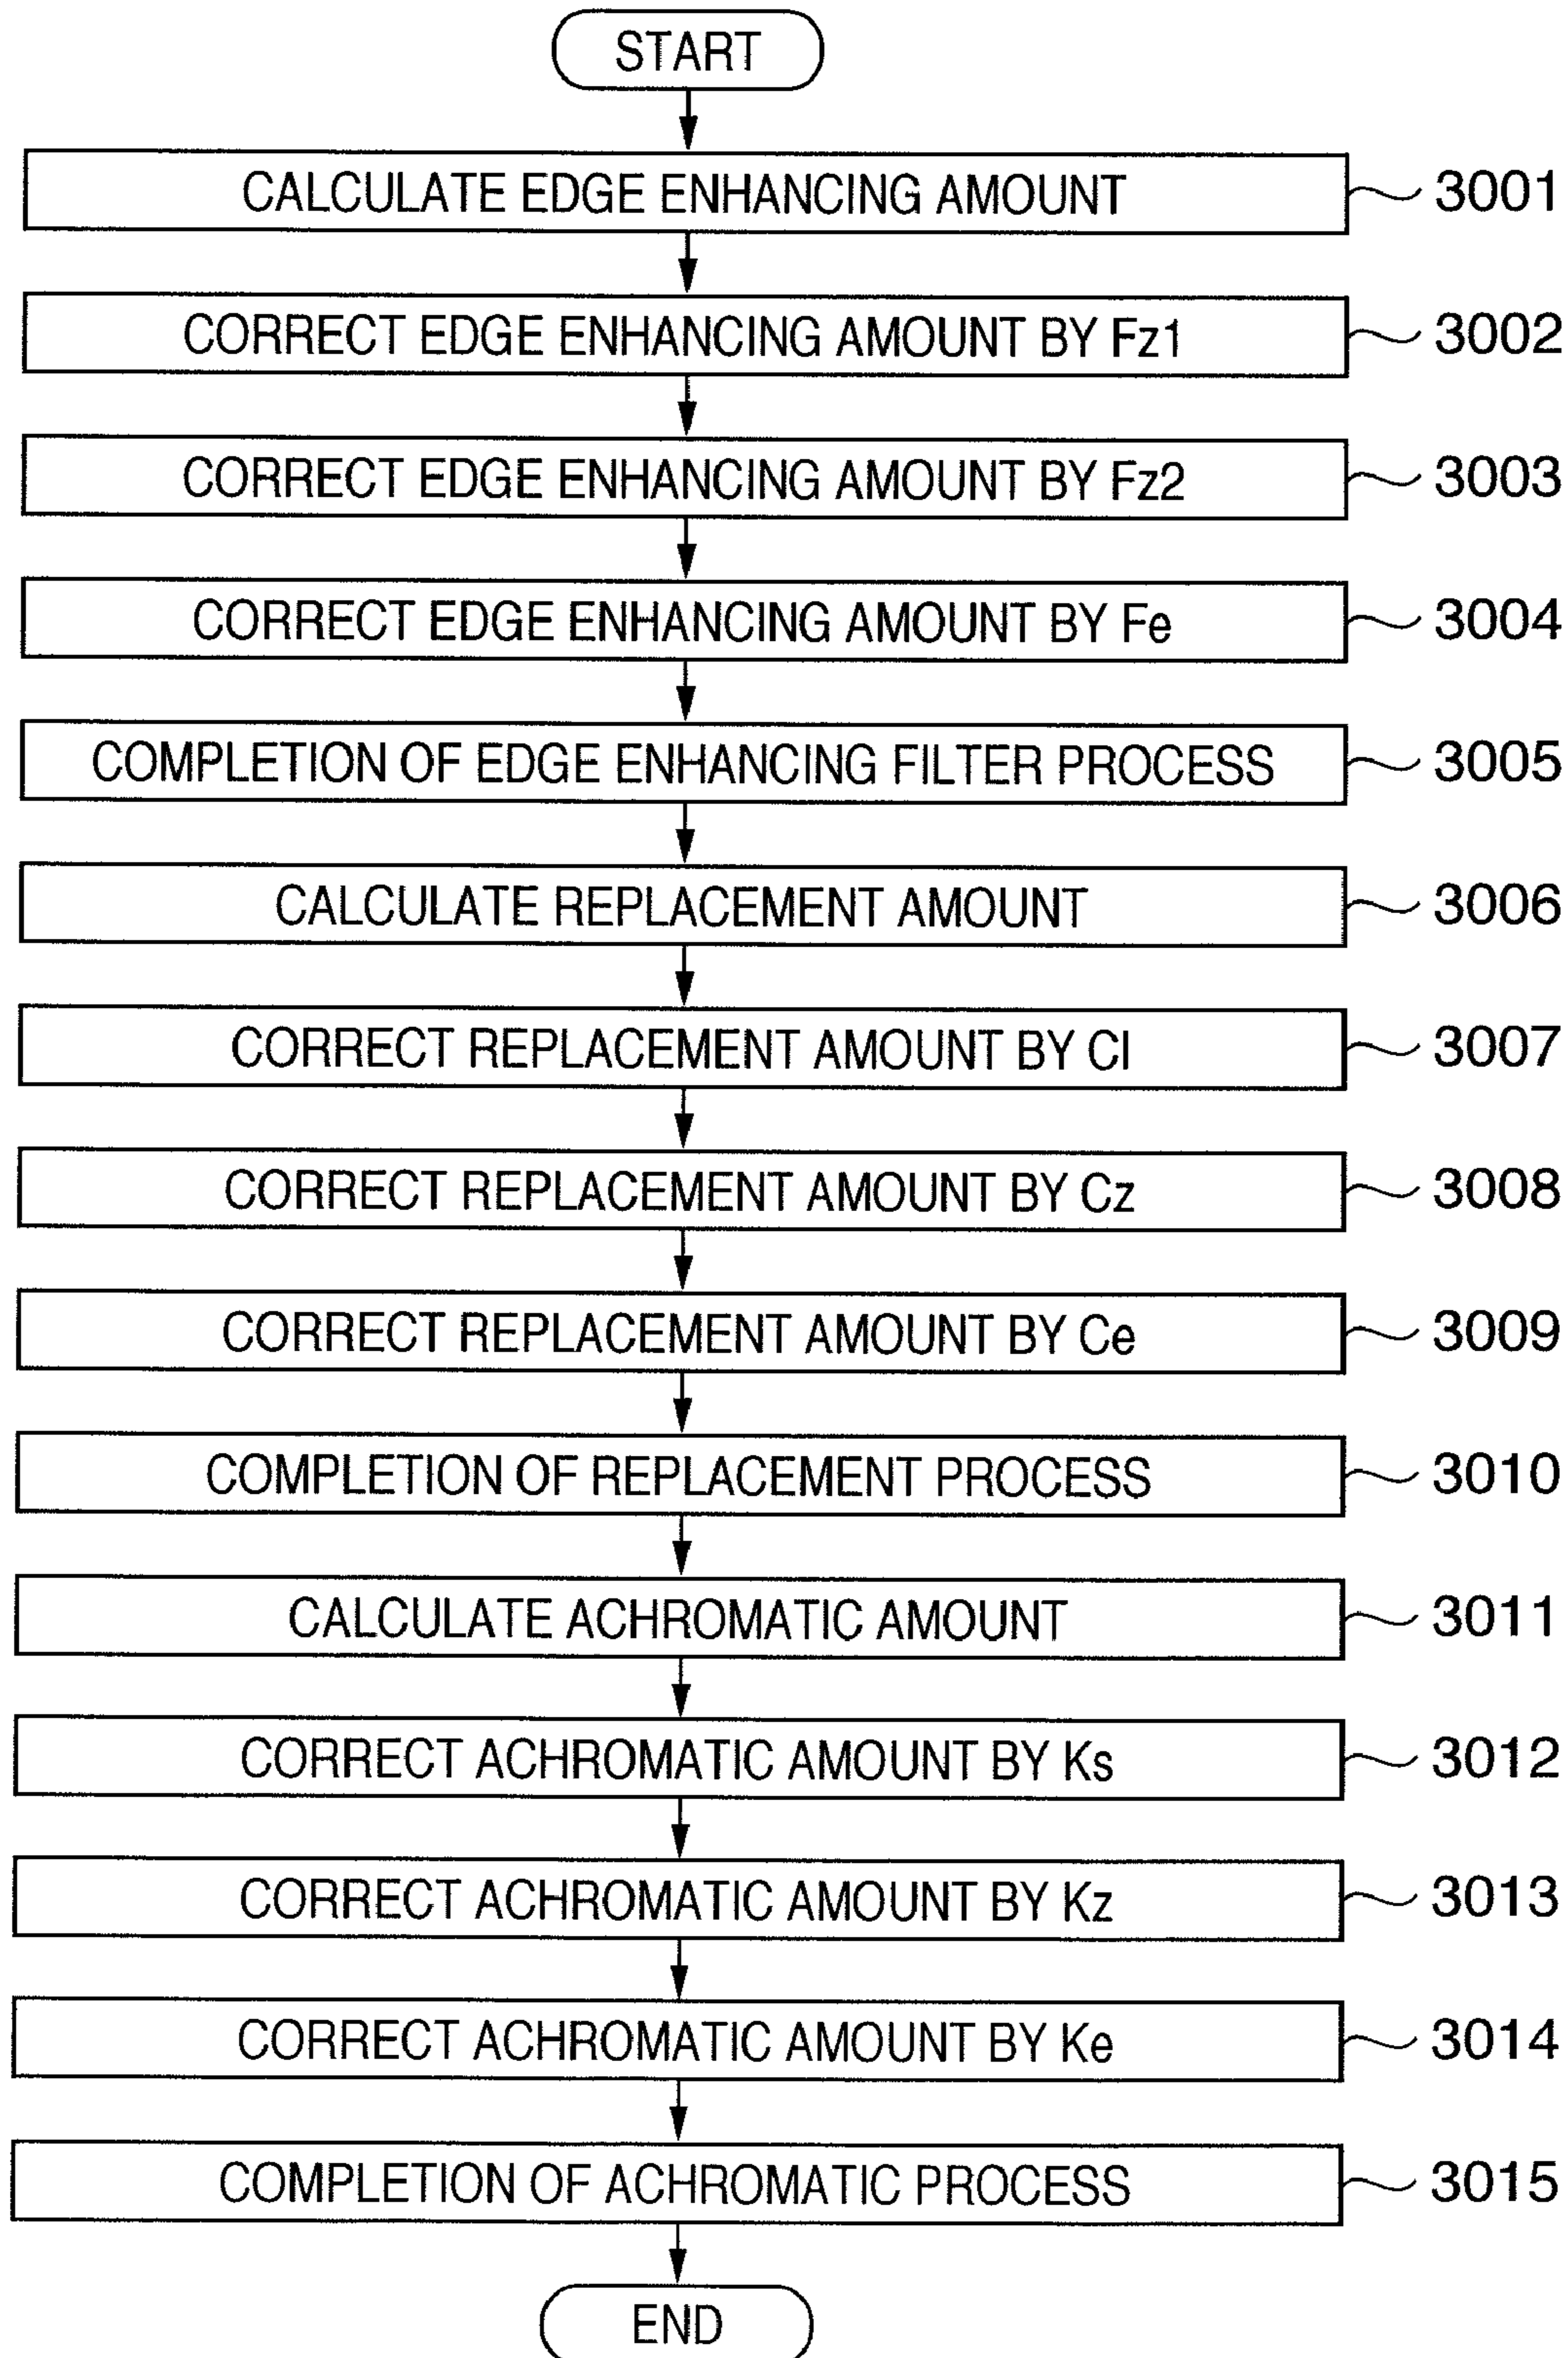 START
CALCULATE EDGE ENHANCING AMOUNT 3001
CORRECT EDGE ENHANCING AMOUNT BY Fz1 3002
CORRECT EDGE ENHANCING AMOUNT BY Fz2 3003
CORRECT EDGE ENHANCING AMOUNT BY Fe 3004
COMPLETION OF EDGE ENHANCING FILTER PROCESS 3005
CALCULATE REPLACEMENT AMOUNT 3006
CORRECT REPLACEMENT AMOUNT BY Cl 3007
CORRECT REPLACEMENT AMOUNT BY Cz 3008
CORRECT REPLACEMENT AMOUNT BY Ce 3009
COMPLETION OF REPLACEMENT PROCESS 3010
CALCULATE ACHROMATIC AMOUNT 3011
CORRECT ACHROMATIC AMOUNT BY Ks 3012
CORRECT ACHROMATIC AMOUNT BY Kz 3013
CORRECT ACHROMATIC AMOUNT BY Ke 3014
COMPLETION OF ACHROMATIC PROCESS 3015
END